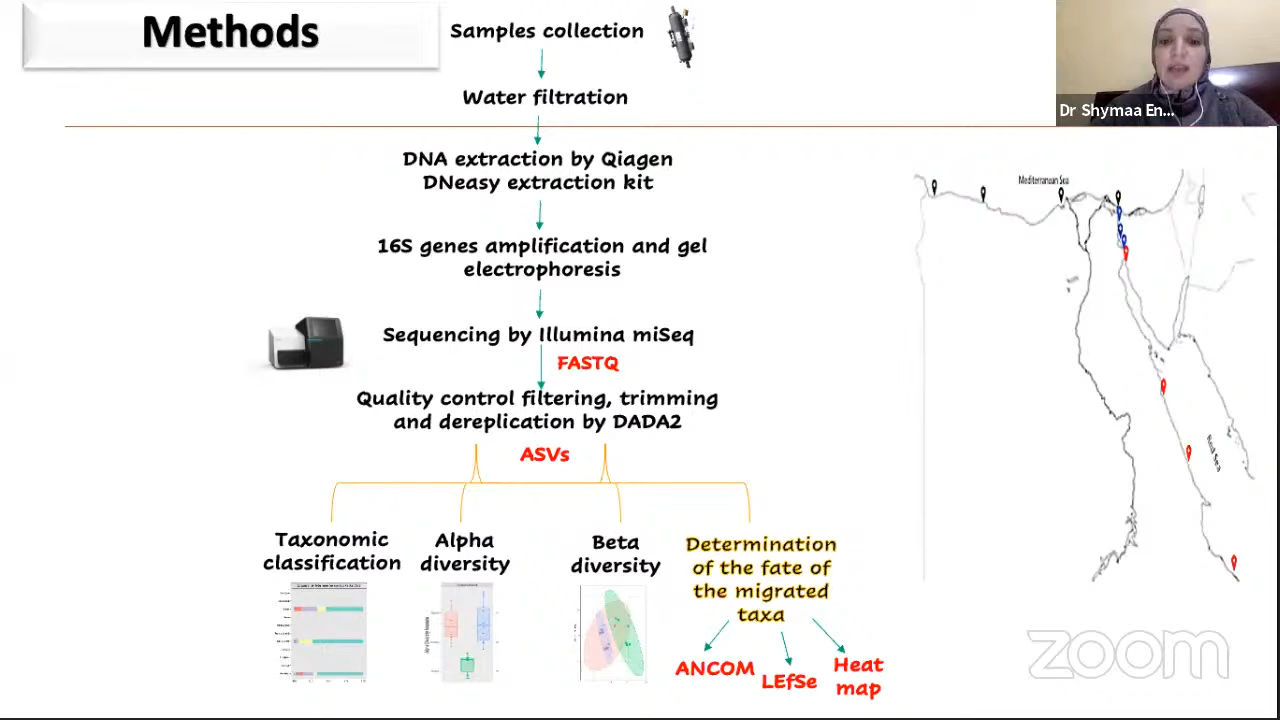 Methods
Samples collection
Water filtration
Dr Shymaa En...
DNA extraction by Qiagen
DNeasy extraction kit
Mediterranean Sea
16S genes amplification and gel
electrophoresis
Sequencing by Illumina miSeq
FASTQ
Quality control filtering, trimming
and dereplication by DADA2
ASVs
Red Sea
Taxonomic
classification
Alpha
diversity
Beta
diversity
Determination
of the fate of
the migrated
taxa
ANCOM
LEfSe
Heat
map
zoom